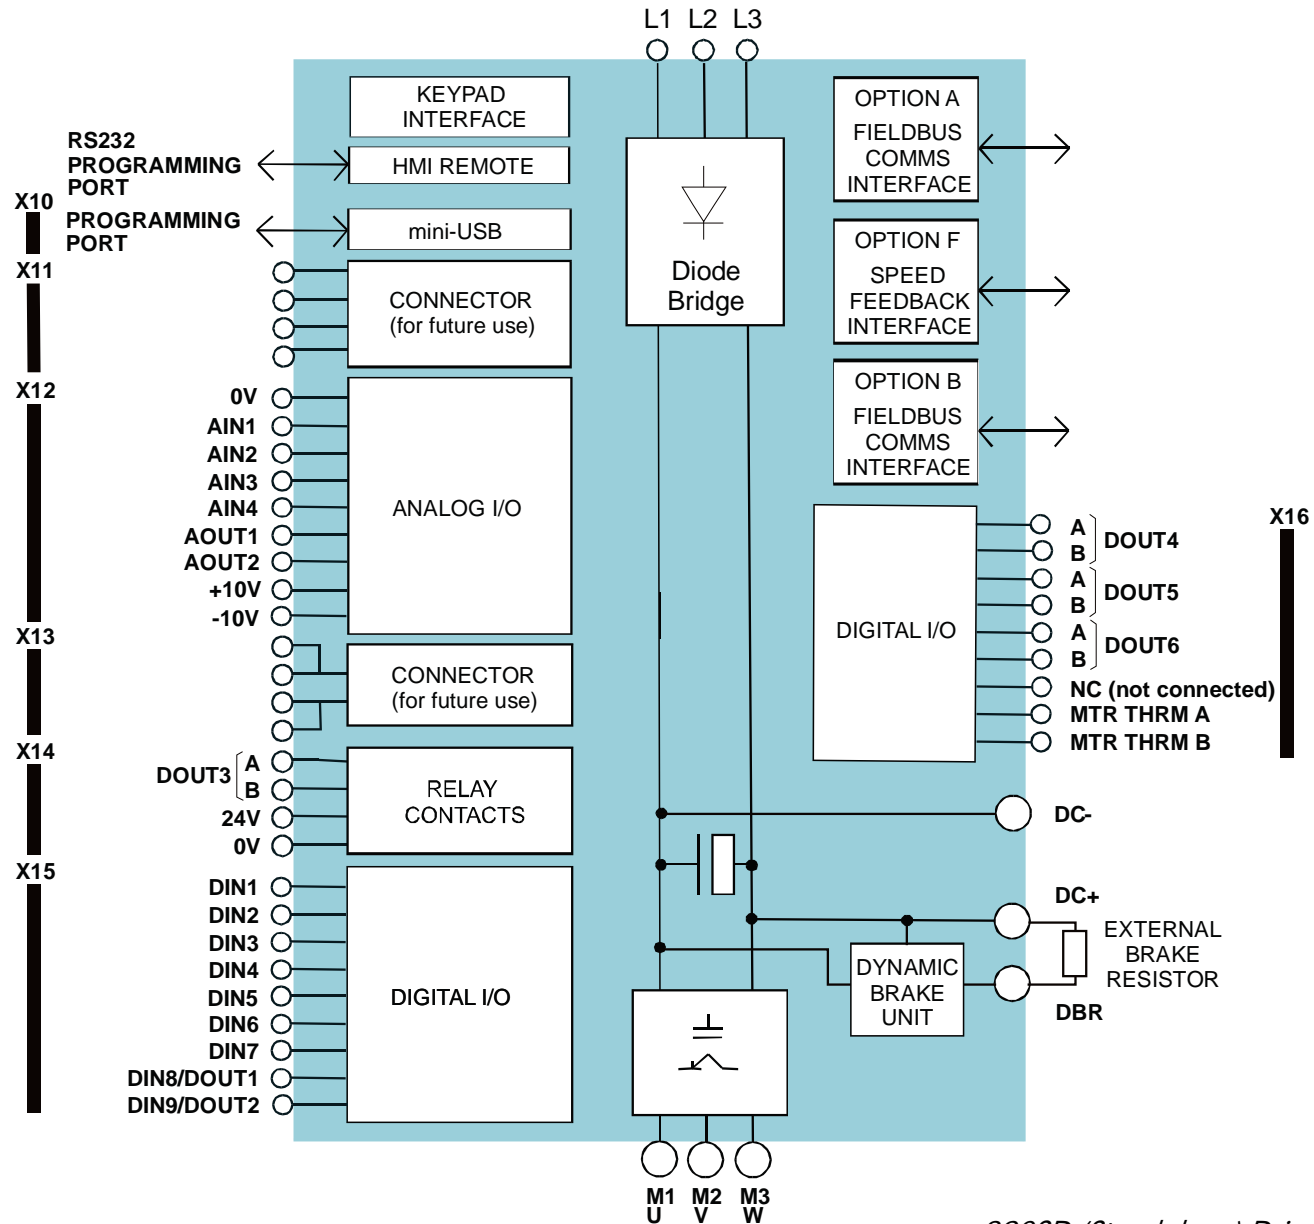 L1 L2 L3
KEYPAD
INTERFACE
RS232
PROGRAMMING
PORT
HMI REMOTE
X10
PROGRAMMING
PORT
mini-USB
X11
CONNECTOR
(for future use)
X12
0V
AIN1
AIN2
AIN3
AIN4
AOUT1
AOUT2
+10V
-10V
ANALOG I/O
X13
CONNECTOR
(for future use)
X14
DOUT3
A
B
24V
0V
RELAY
CONTACTS
X15
DIN1
DIN2
DIN3
DIN4
DIN5
DIN6
DIN7
DIN8/DOUT1
DIN9/DOUT2
DIGITAL I/O
Diode
Bridge
OPTION A
FIELDBUS
COMMS
INTERFACE
OPTION F
SPEED
FEEDBACK
INTERFACE
OPTION B
FIELDBUS
COMMS
INTERFACE
DIGITAL I/O
X16
A
B
DOUT4
A
B
DOUT5
A
B
DOUT6
NC (not connected)
MTR THRM A
MTR THRM B
DC-
DC+
EXTERNAL
BRAKE
RESISTOR
DYNAMIC
BRAKE
UNIT
DBR
M1 M2 M3
U V W